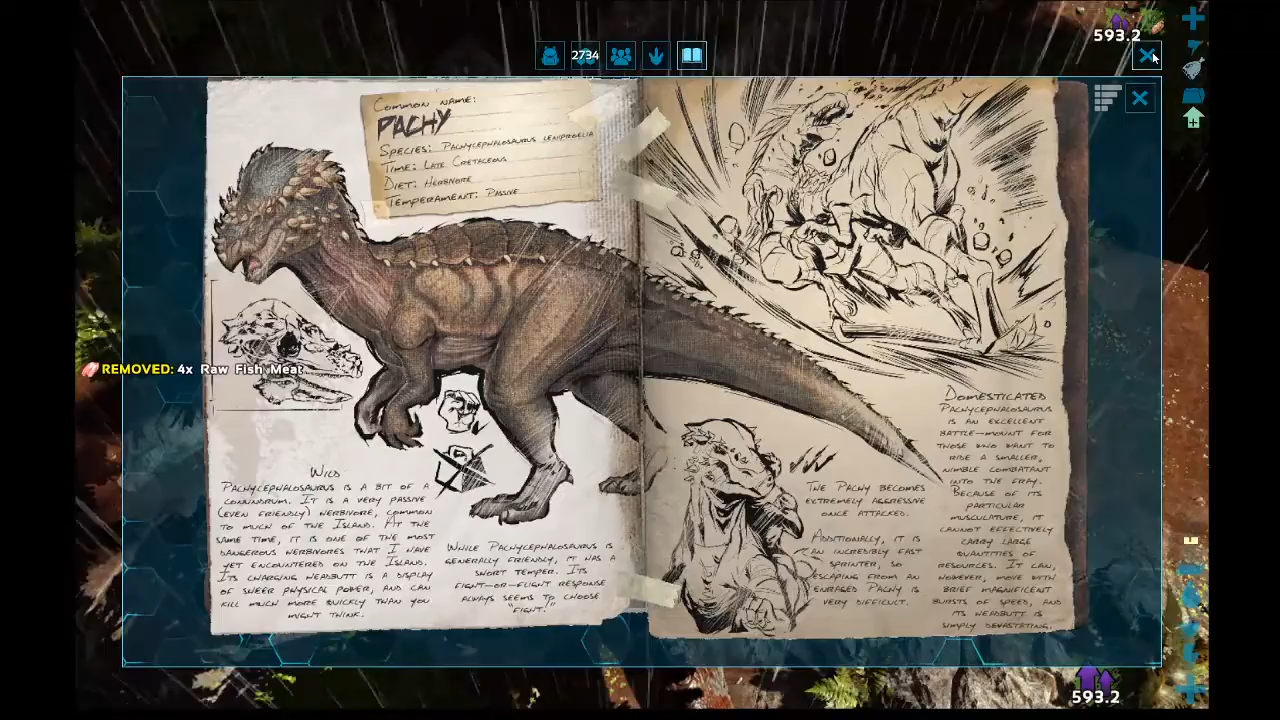 593.2
2734
Common name:
Pachy
Species: Pachycephalosaurus leniproelia
Time: Late Cretaceous
Diet: Herbivore
Temperament: Passive
REMOVED: 4x Raw Fish Meat
Wild
Pachycephalosaurus is a bit of a
conundrum. It is a very passive
(even friendly) herbivore, common
to much of the Island. At the
same time, it is one of the most
dangerous herbivores that I have
yet encountered on the Island.
Its charging headbutt is a display
of sheer physical power, and can
kill much more quickly than you
might think.
While Pachycephalosaurus is
generally friendly, it has a
short temper. Its
fight-or-flight response
always seems to choose
"fight!"
The Pachy becomes
extremely aggressive
once attacked.
Additionally, it is
an incredibly fast
sprinter, so
escaping from an
enraged Pachy is
very difficult.
Domesticated
Pachycephalosaurus
is an excellent
battle-mount for
those who want to
ride a smaller,
nimble combatant
into the fray.
Because of its
particular
musculature, it
cannot effectively
carry large
quantities of
resources. It can,
however, move with
brief magnificent
bursts of speed, and
its headbutt is
simply devastating.
593.2